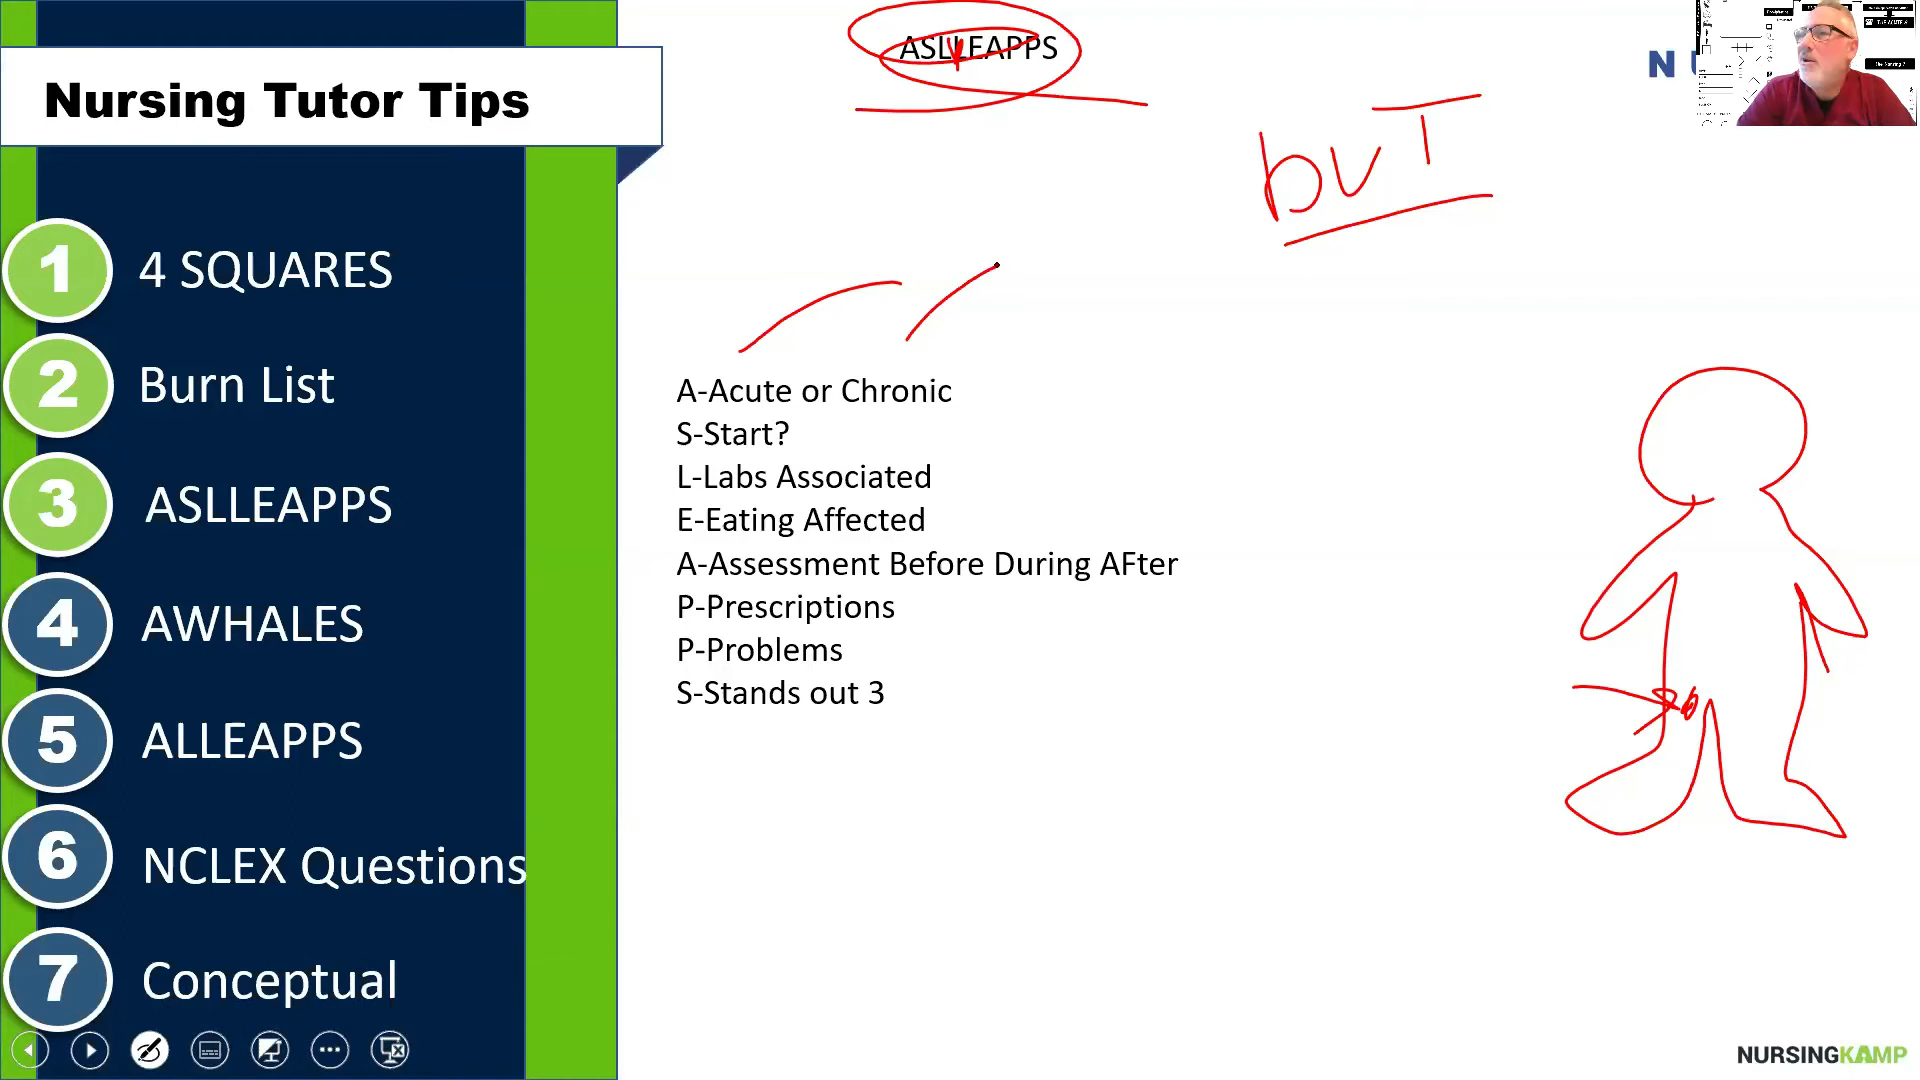 ASLLEAPPS
Nursing Tutor Tips
N
buT
1 4 SQUARES
2 Burn List
3 ASLLEAPPS
4 AWHALES
5 ALLEAPPS
6 NCLEX Questions
7 Conceptual
A-Acute or Chronic
S-Start?
L-Labs Associated
E-Eating Affected
A-Assessment Before During AFter
P-Prescriptions
P-Problems
S-Stands out 3
NURSINGKAMP